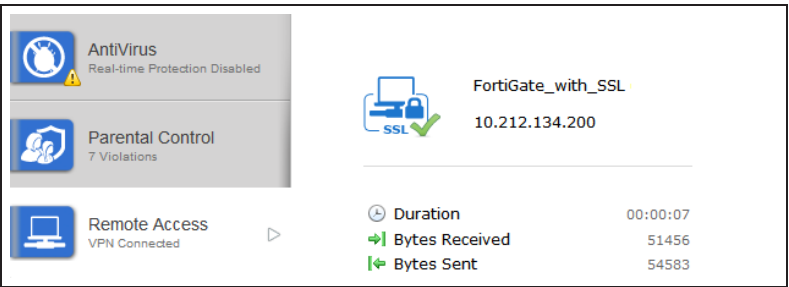 AntiVirus
Real-time Protection Disabled
Parental Control
7 Violations
Remote Access
VPN Connected
SSL
FortiGate_with_SSL
10.212.134.200
Duration 00:00:07
Bytes Received 51456
Bytes Sent 54583